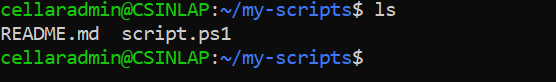 cellaradmin@CSINLAP:~/my-scripts$ ls
README.md  script.ps1
cellaradmin@CSINLAP:~/my-scripts$